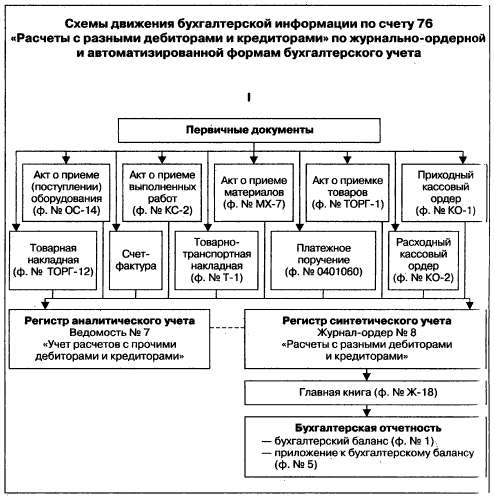 Схемы движения бухгалтерской информации по счету 76
«Расчеты с разными дебиторами и кредиторами» по журнально-ордерной
и автоматизированной формам бухгалтерского учета
I
Первичные документы
Акт о приеме
(поступлении)
оборудования
(ф. № ОС-14)
Акт о приеме
выполненных
работ
(ф. № КС-2)
Акт о приеме
материалов
(ф. № МХ-7)
Акт о приемке
товаров
(ф. № ТОРГ-1)
Приходный
кассовый
ордер
(ф. № КО-1)
Товарная
накладная
(ф. № ТОРГ-12)
Счет-
фактура
Товарно-
транспортная
накладная
(ф. № Т-1)
Платежное
поручение
(ф. № 0401060)
Расходный
кассовый
ордер
(ф. № КО-2)
Регистр аналитического учета
Ведомость № 7
«Учет расчетов с прочими
дебиторами и кредиторами»
Регистр синтетического учета
Журнал-ордер № 8
«Расчеты с разными дебиторами
и кредиторами»
Главная книга (ф. № Ж-18)
Бухгалтерская отчетность
— бухгалтерский баланс (ф. № 1)
— приложение к бухгалтерскому балансу
(ф. № 5)